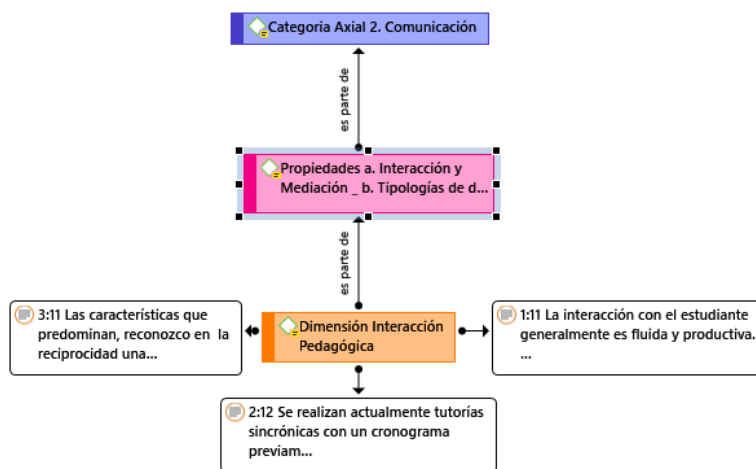 Categoria Axial 2. Comunicación
es parte de
Propiedades a. Interacción y
Mediación _ b. Tipologías de d...
es parte de
3:11 Las características que
predominan, reconozco en la
reciprocidad una...
Dimensión Interacción
Pedagógica
1:11 La interacción con el estudiante
generalmente es fluida y productiva.
...
2:12 Se realizan actualmente tutorías
sincrónicas con un cronograma
previam...